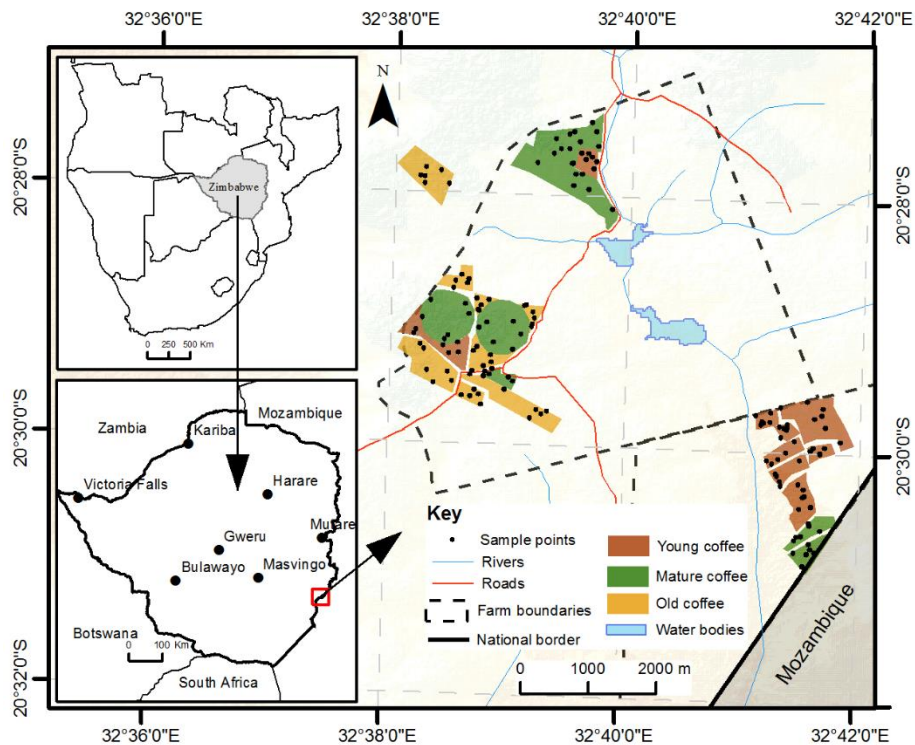 32°36'0"E
32°38'0"E
32°40'0"E
32°42'0"E
N
20°28'0"S
20°28'0"S
Zimbabwe
0 250 500 Km
20°30'0"S
20°30'0"S
Mozambique
Zambia
Kariba
Victoria Falls
Harare
Mutare
Gweru
Bulawayo
Masvingo
Botswana
0 100 Km
South Africa
Key
Sample points
Rivers
Roads
Farm boundaries
National border
Young coffee
Mature coffee
Old coffee
Water bodies
0 1000 2000 m
Mozambique
20°32'0"S
32°36'0"E
32°38'0"E
32°40'0"E
32°42'0"E